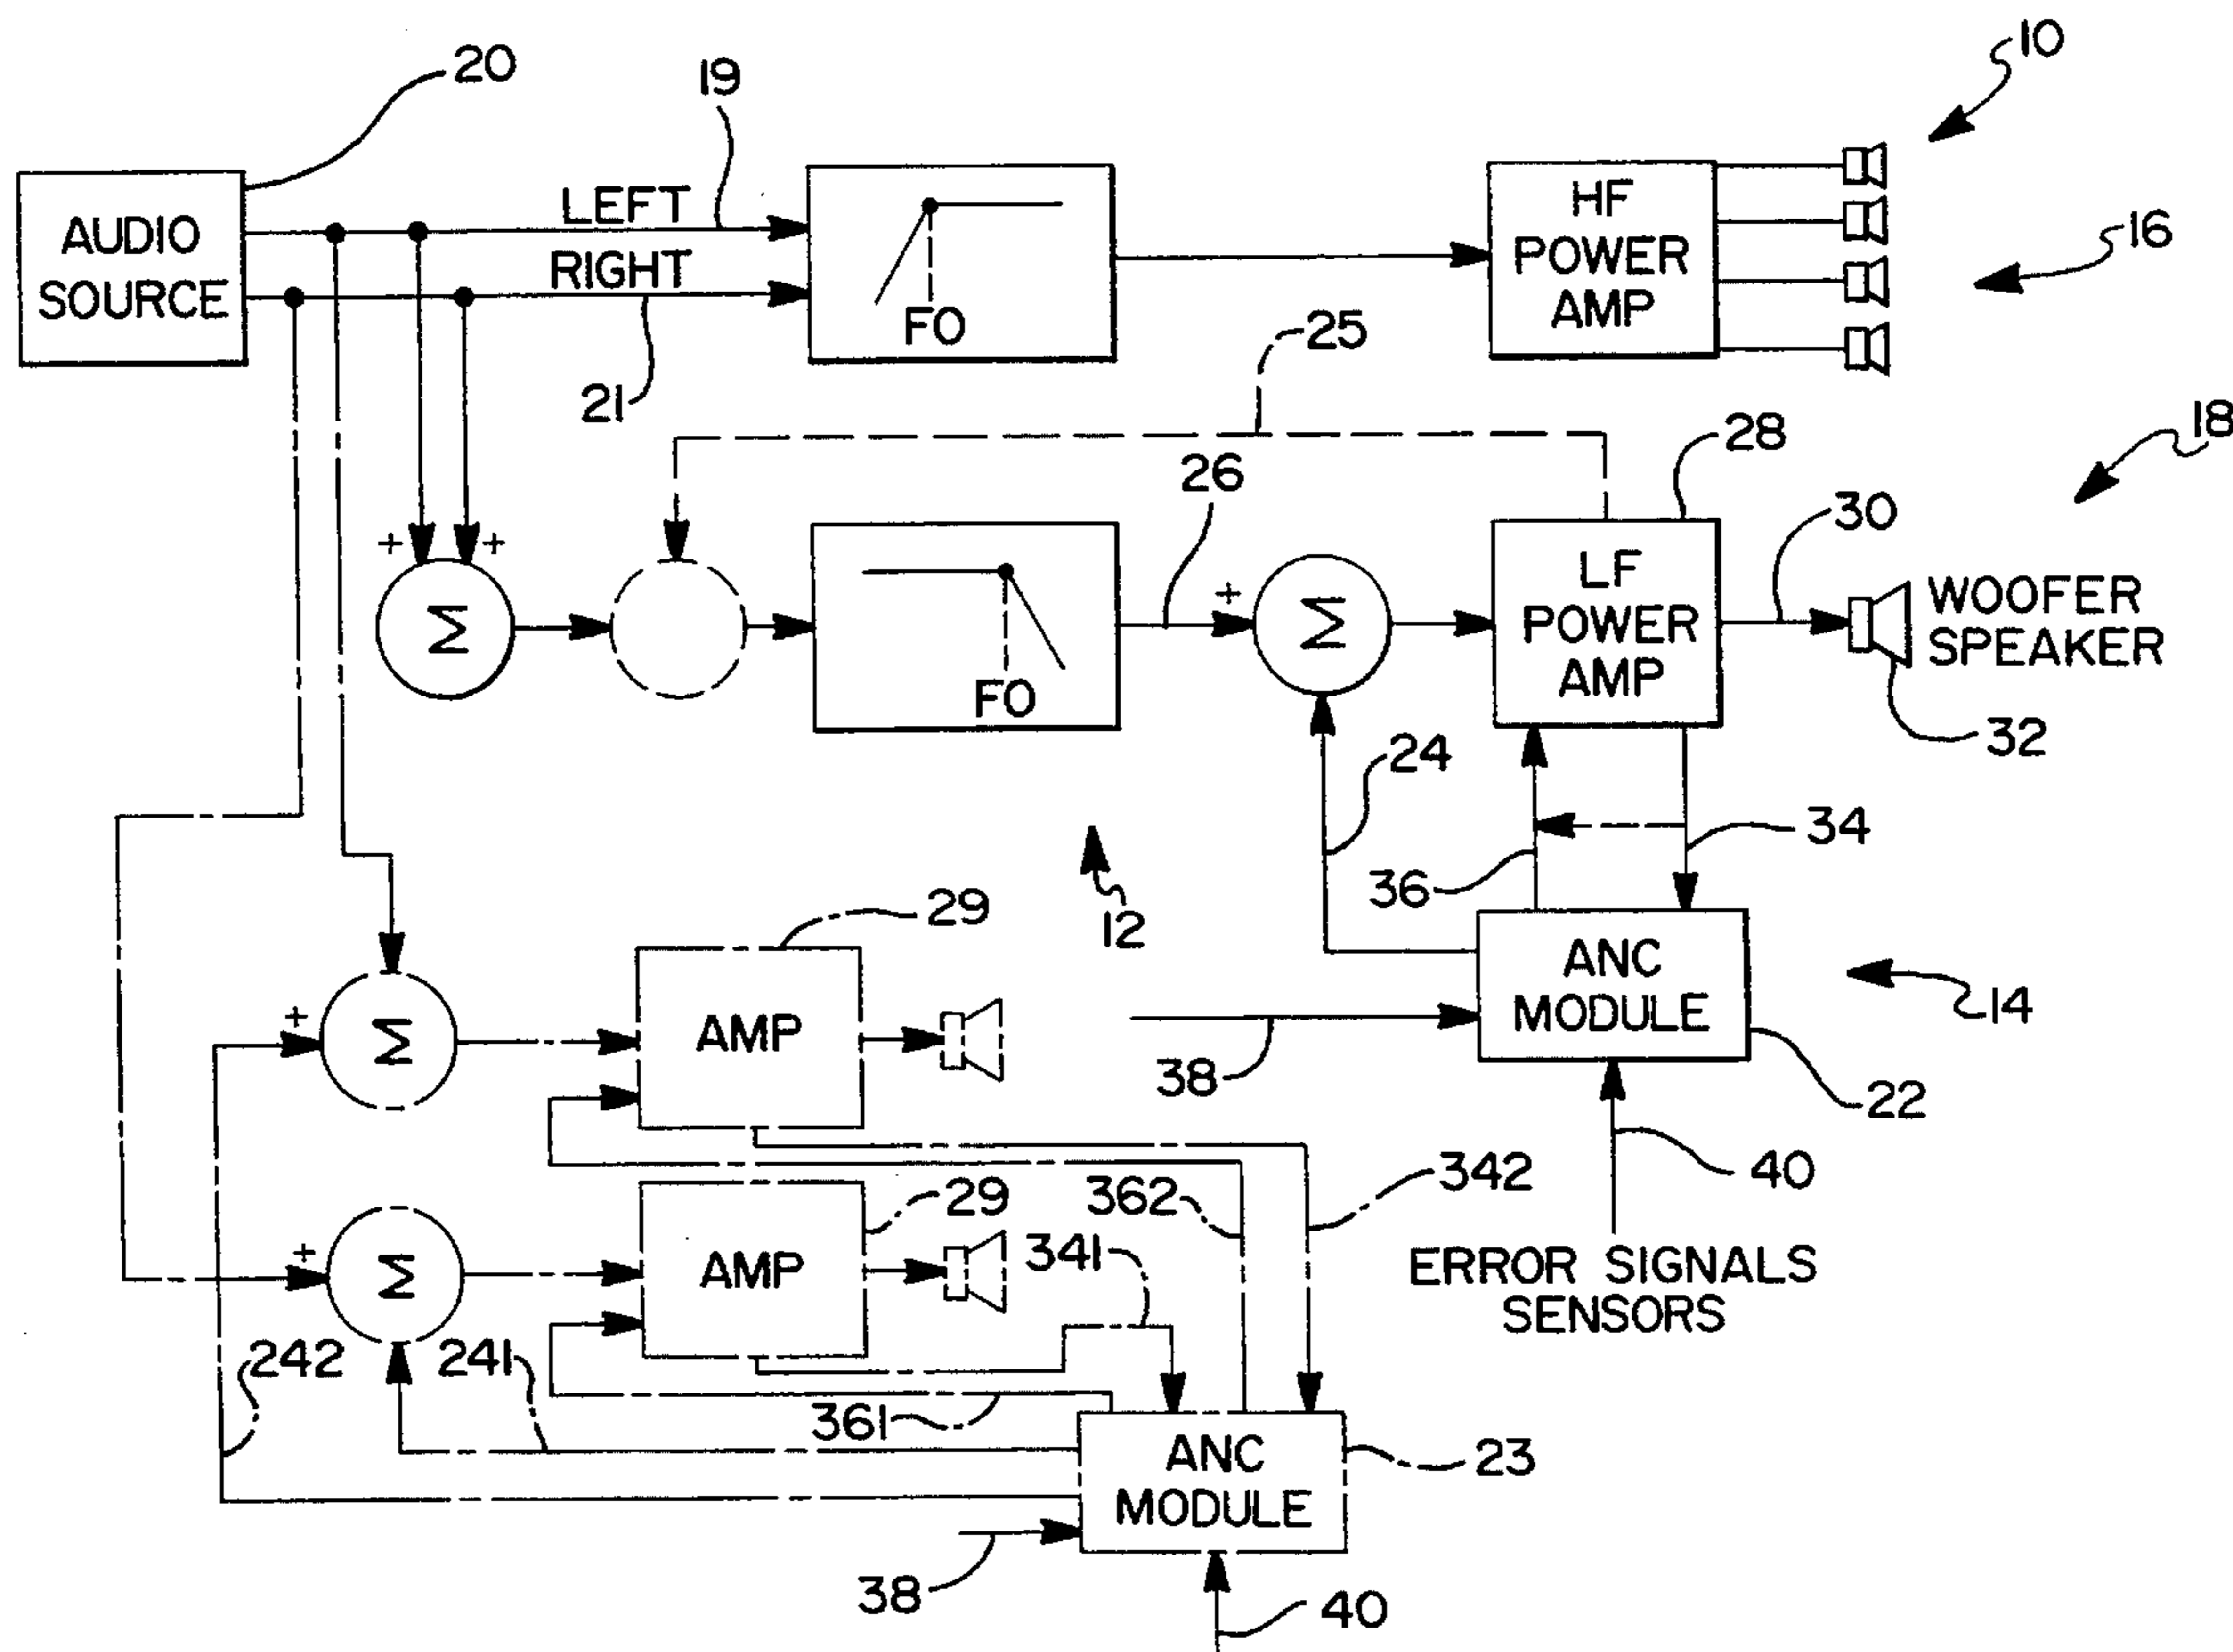 10
20
19
AUDIO
SOURCE
LEFT
RIGHT
21
FO
HF
POWER
AMP
16
25
18
26
28
30
+
+
Σ
FO
+
Σ
LF
POWER
AMP
WOOFER
SPEAKER
32
24
36
34
12
29
ANC
MODULE
14
22
38
40
ERROR SIGNALS
SENSORS
+
Σ
AMP
29
362
342
341
+
Σ
AMP
242
241
361
ANC
MODULE
23
38
40